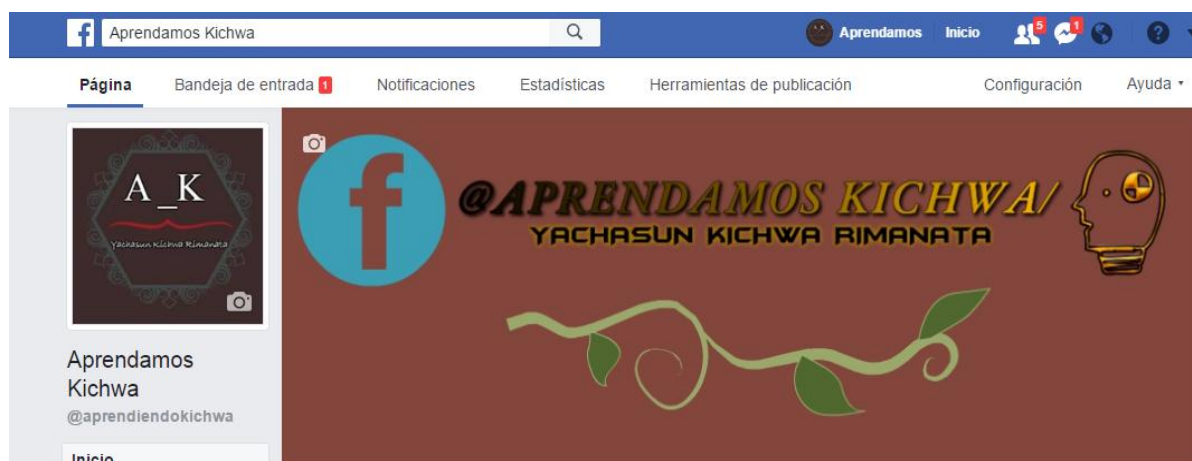 f Aprendamos Kichwa Aprendamos Inicio 5 1 ?
Página Bandeja de entrada 1 Notificaciones Estadísticas Herramientas de publicación Configuración Ayuda
A_K
Yachasun Kichwa Rimanata
f
@APRENDAMOS KICHWA/
YACHASUN KICHWA RIMANATA
Aprendamos
Kichwa
@aprendiendokichwa
Inicio